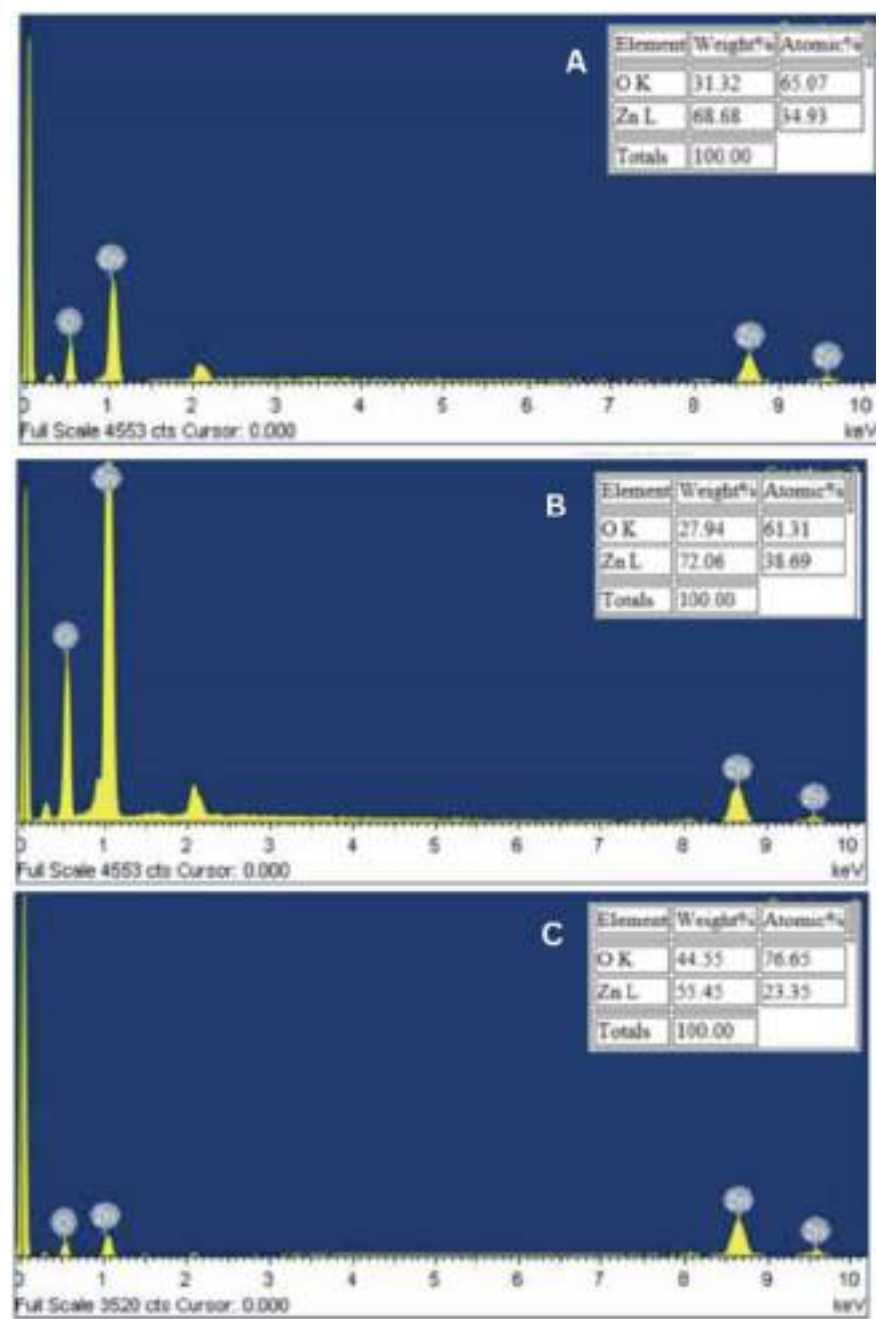 A
Element Weight% Atomic%
O K 31.32 65.07
Zn L 68.68 34.93
Totals 100.00
0 1 2 3 4 5 6 7 8 9 10
Full Scale 4553 cts Cursor: 0.000 keV
B
Element Weight% Atomic%
O K 27.94 61.31
Zn L 72.06 38.69
Totals 100.00
0 1 2 3 4 5 6 7 8 9 10
Full Scale 4553 cts Cursor: 0.000 keV
C
Element Weight% Atomic%
O K 44.55 76.65
Zn L 55.45 23.35
Totals 100.00
0 1 2 3 4 5 6 7 8 9 10
Full Scale 3520 cts Cursor: 0.000 keV